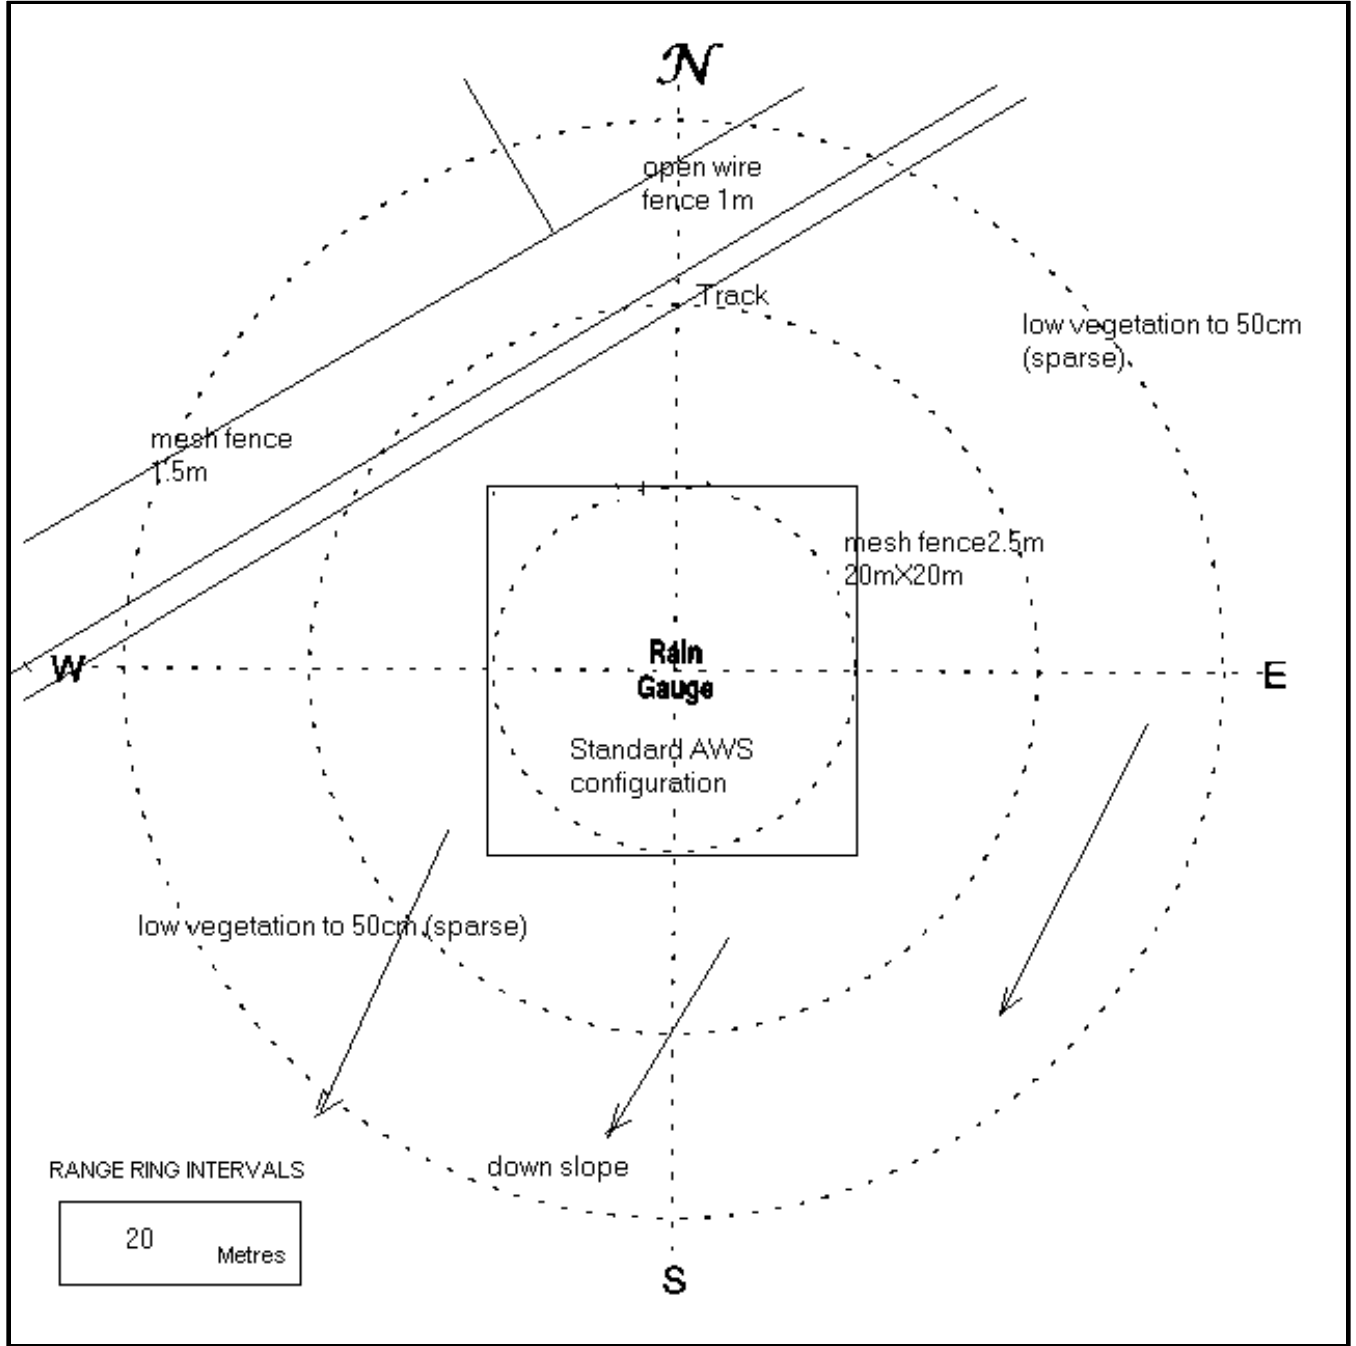 N
open wire
fence 1m
Track
low vegetation to 50cm
(sparse)
mesh fence
1.5m
mesh fence2.5m
20mX20m
W
Rain
Gauge
E
Standard AWS
configuration
low vegetation to 50cm (sparse)
down slope
RANGE RING INTERVALS
20
Metres
S